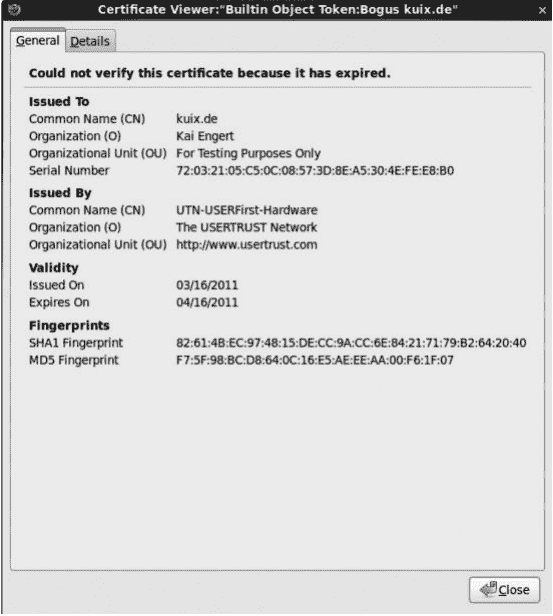 Certificate Viewer:"Builtin Object Token:Bogus kuix.de"
General Details
Could not verify this certificate because it has expired.
Issued To
Common Name (CN) kuix.de
Organization (O) Kai Engert
Organizational Unit (OU) For Testing Purposes Only
Serial Number 72:03:21:05:C5:0C:08:57:3D:8E:A5:30:4E:FE:E8:B0
Issued By
Common Name (CN) UTN-USERFirst-Hardware
Organization (O) The USERTRUST Network
Organizational Unit (OU) http://www.usertrust.com
Validity
Issued On 03/16/2011
Expires On 04/16/2011
Fingerprints
SHA1 Fingerprint 82:61:4B:EC:97:48:15:DE:CC:9A:CC:6E:84:21:71:79:B2:64:20:40
MD5 Fingerprint F7:5F:98:BC:D8:64:0C:16:E5:AE:EE:AA:00:F6:1F:07
Close